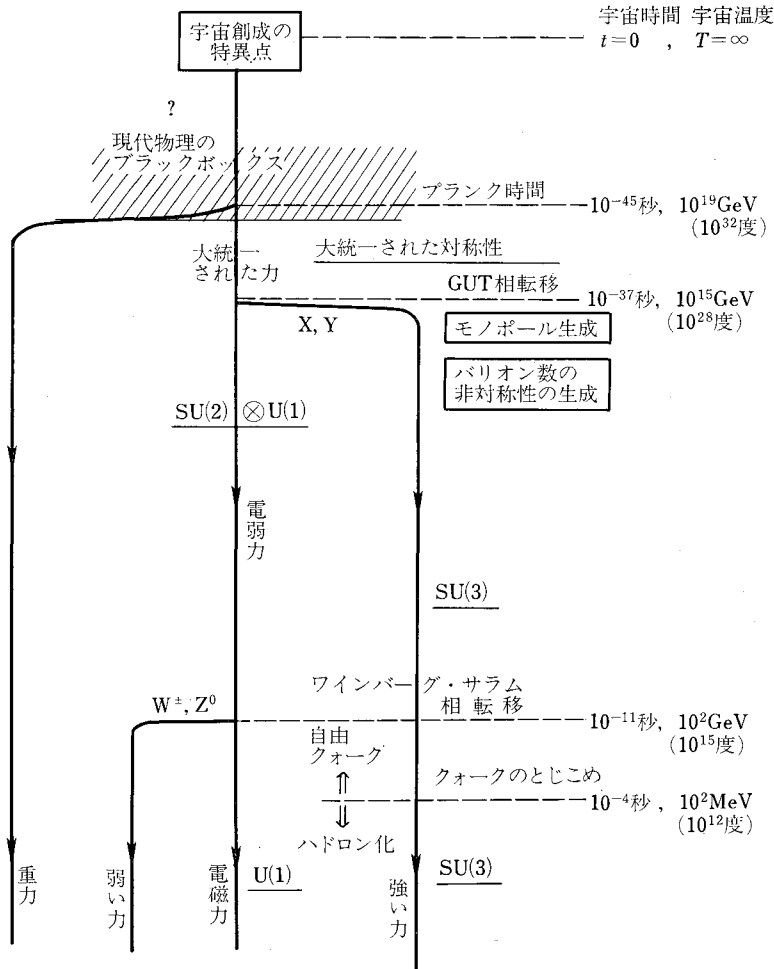 宇宙時間 宇宙温度
宇宙創成の
特異点
t=0 , T=∞
?
現代物理の
ブラックボックス
プランク時間
10⁻⁴⁵秒, 10¹⁹GeV
(10³²度)
大統一
された力
大統一された対称性
GUT相転移
10⁻³⁷秒, 10¹⁵GeV
(10²⁸度)
X, Y
モノポール生成
バリオン数の
非対称性の生成
SU(2)⊗U(1)
電弱力
SU(3)
ワインバーグ・サラム
相転移
W±, Z⁰
10⁻¹¹秒, 10²GeV
(10¹⁵度)
自由
クォーク
クォークのとじこめ
10⁻⁴秒, 10²MeV
(10¹²度)
ハドロン化
重力
弱い力
電磁力
U(1)
強い力
SU(3)